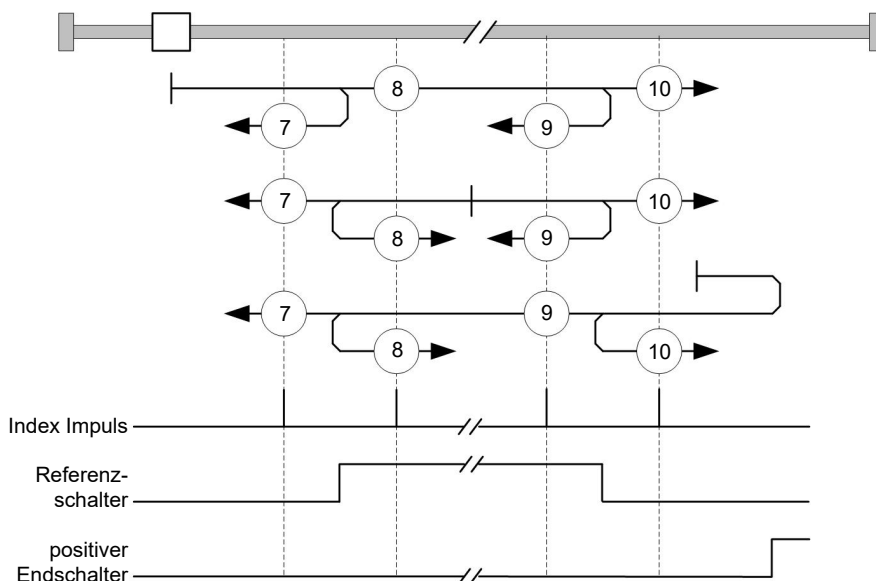 8
10
7
9
7
10
8
9
7
9
8
10
Index Impuls
Referenz-
schalter
positiver
Endschalter